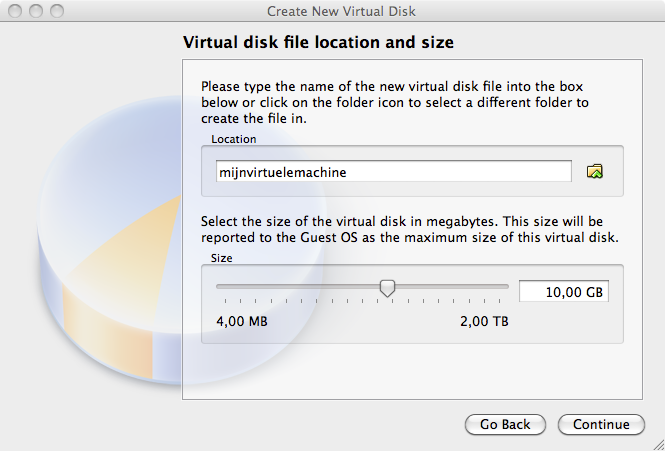 Create New Virtual Disk
Virtual disk file location and size
Please type the name of the new virtual disk file into the box
below or click on the folder icon to select a different folder to
create the file in.
Location
mijnvirtuelemachine
Select the size of the virtual disk in megabytes. This size will be
reported to the Guest OS as the maximum size of this virtual disk.
Size
10,00 GB
4,00 MB
2,00 TB
Go Back
Continue